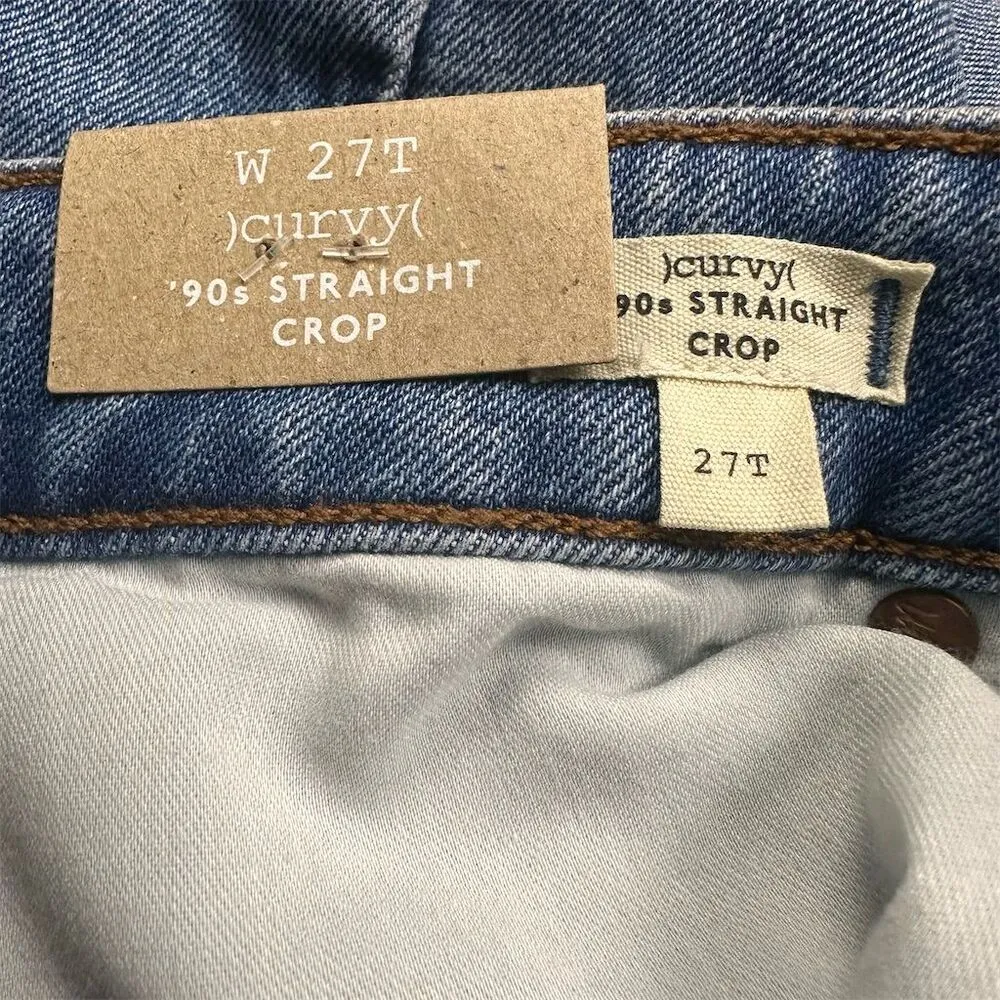 W 27T
)curvy(
'90s STRAIGHT
CROP
)curvy(
90s STRAIGHT
CROP
27T